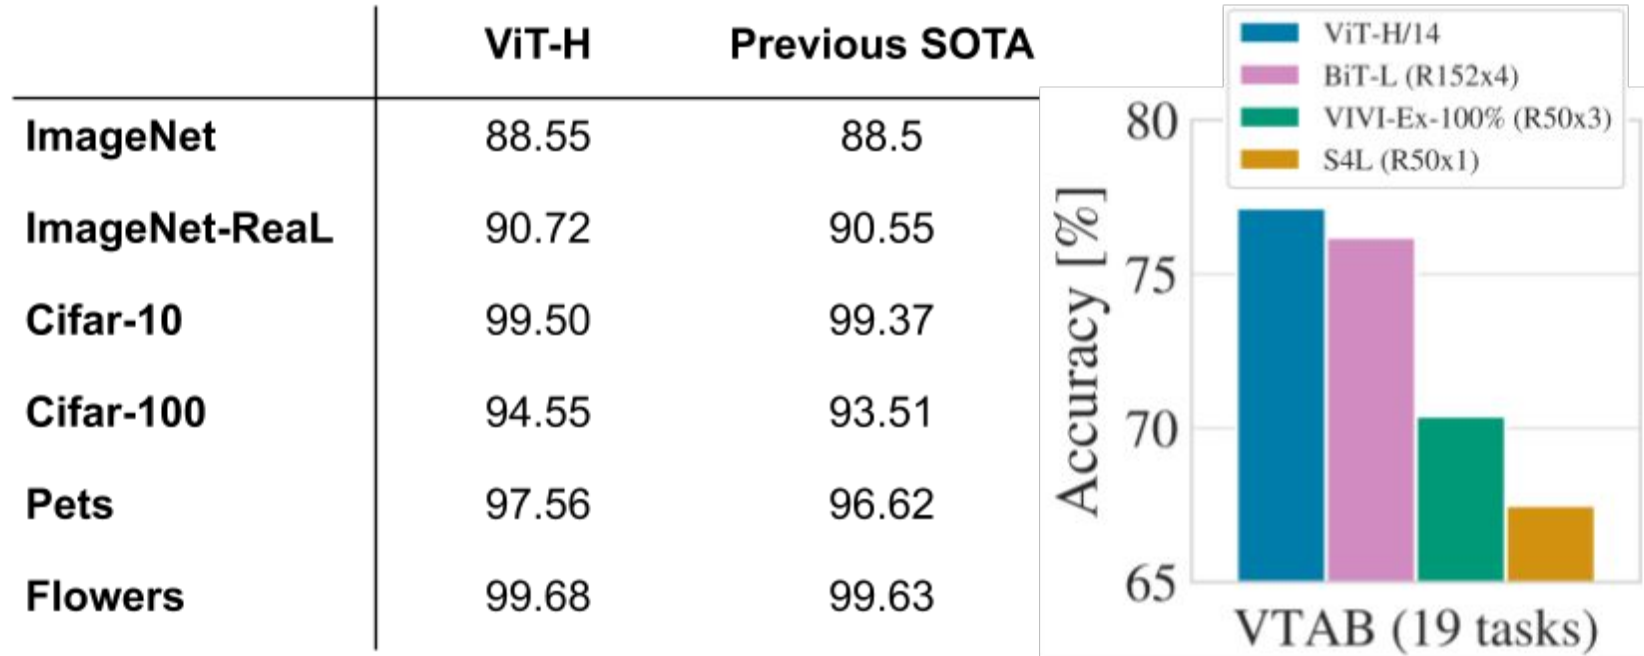 ViT-H Previous SOTA
ImageNet 88.55 88.5
ImageNet-ReaL 90.72 90.55
Cifar-10 99.50 99.37
Cifar-100 94.55 93.51
Pets 97.56 96.62
Flowers 99.68 99.63
ViT-H/14
BiT-L (R152x4)
VIVI-Ex-100% (R50x3)
S4L (R50x1)
Accuracy [%]
80
75
70
65
VTAB (19 tasks)